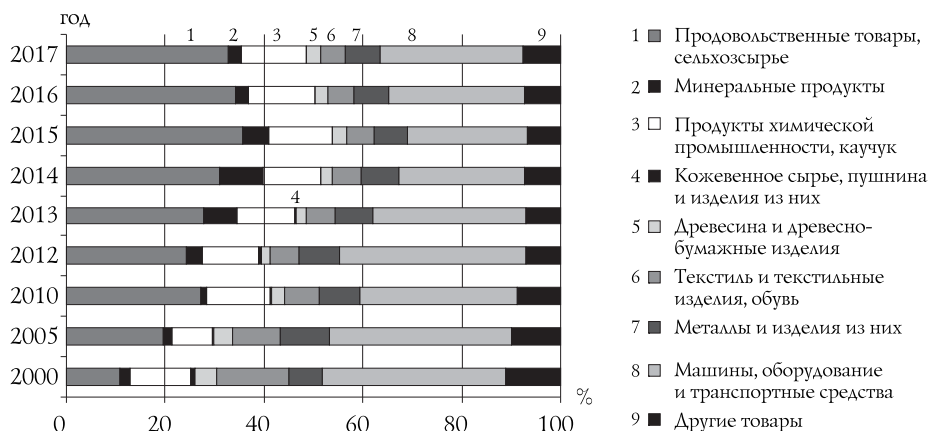 год
1 2 3 5 6 7 8 9
2017
2016
2015
2014
4
2013
2012
2010
2005
2000
0 20 40 60 80 100 %
1 Продовольственные товары,
сельхозсырье
2 Минеральные продукты
3 Продукты химической
промышленности, каучук
4 Кожевенное сырье, пушнина
и изделия из них
5 Древесина и древесно-
бумажные изделия
6 Текстиль и текстильные
изделия, обувь
7 Металлы и изделия из них
8 Машины, оборудование
и транспортные средства
9 Другие товары